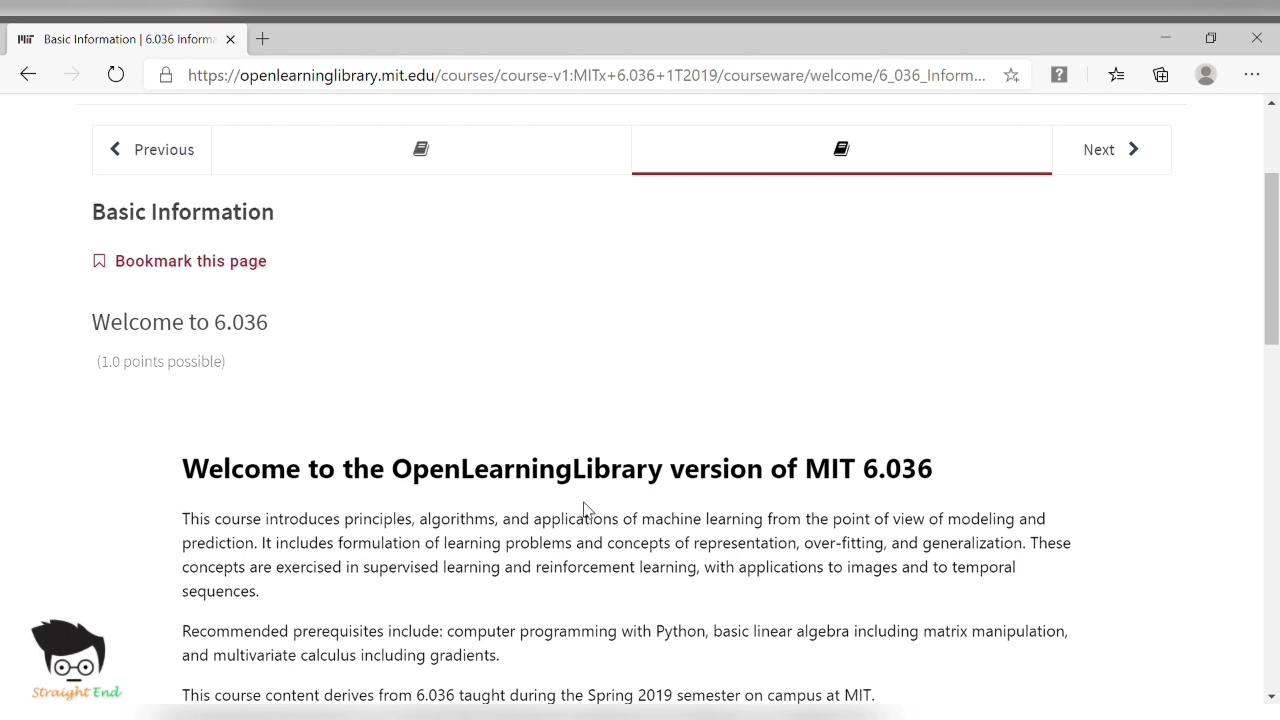 Basic Information | 6.036 Informa
https://openlearninglibrary.mit.edu/courses/course-v1:MITx+6.036+1T2019/courseware/welcome/6_036_Inform...
Previous
Next
Basic Information
Bookmark this page
Welcome to 6.036
(1.0 points possible)
Welcome to the OpenLearningLibrary version of MIT 6.036
This course introduces principles, algorithms, and applications of machine learning from the point of view of modeling and
prediction. It includes formulation of learning problems and concepts of representation, over-fitting, and generalization. These
concepts are exercised in supervised learning and reinforcement learning, with applications to images and to temporal
sequences.
Recommended prerequisites include: computer programming with Python, basic linear algebra including matrix manipulation,
and multivariate calculus including gradients.
This course content derives from 6.036 taught during the Spring 2019 semester on campus at MIT.
Straight End